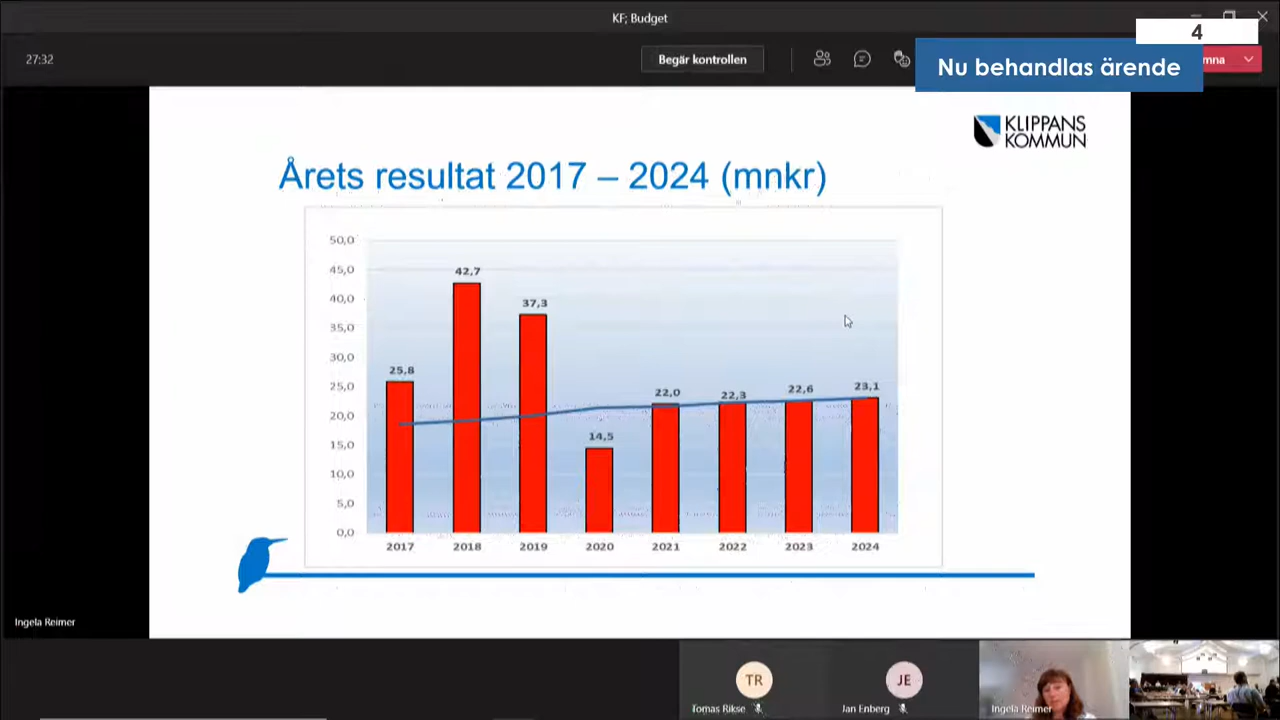 KF; Budget
4
27:32
Begär kontrollen
Nu behandlas ärende
mna
KLIPPANS
KOMMUN
Årets resultat 2017 – 2024 (mnkr)
50,0
45,0
40,0
35,0
30,0
25,0
20,0
15,0
10,0
5,0
0,0
25,8
42,7
37,3
14,5
22,0
22,3
22,6
23,1
2017 2018 2019 2020 2021 2022 2023 2024
Ingela Reimer
TR
JE
Tomas Rikse
Jan Enberg
Ingela Reimer